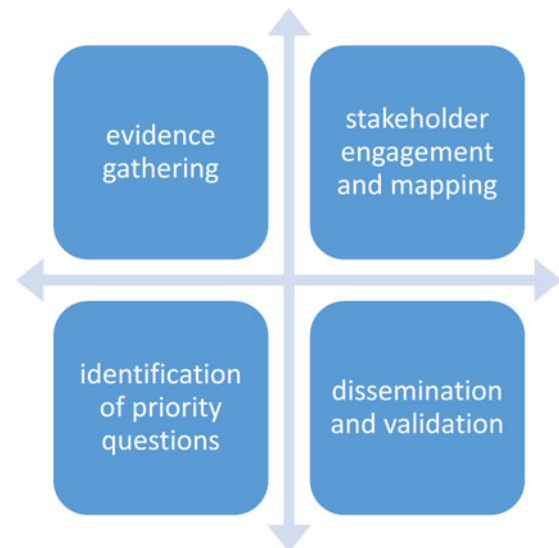 evidence
gathering
stakeholder
engagement
and mapping
identification
of priority
questions
dissemination
and validation